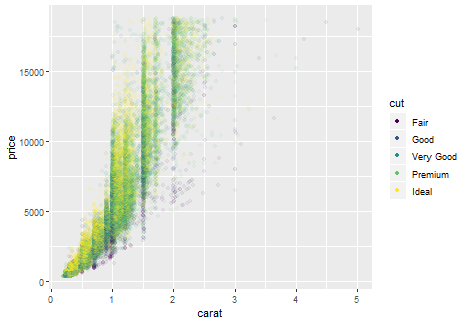 price
15000
10000
5000
0
0
1
2
3
4
5
carat
cut
Fair
Good
Very Good
Premium
Ideal